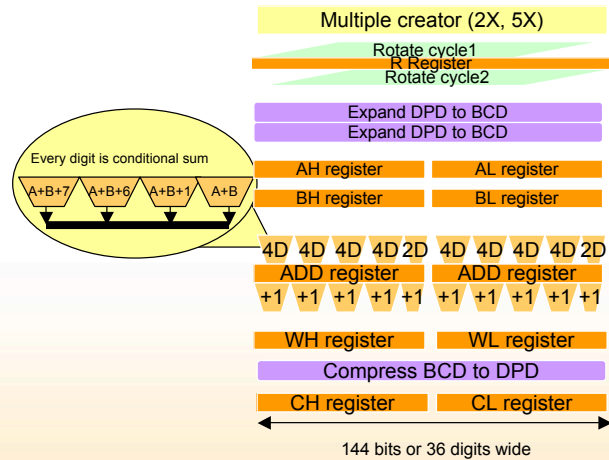 Multiple creator (2X, 5X)
Rotate cycle1
R Register
Rotate cycle2
Expand DPD to BCD
Expand DPD to BCD
Every digit is conditional sum
A+B+7 A+B+6 A+B+1 A+B
AH register AL register
BH register BL register
4D 4D 4D 4D 2D 4D 4D 4D 4D 2D
ADD register ADD register
+1 +1 +1 +1 +1 +1 +1 +1 +1 +1
WH register WL register
Compress BCD to DPD
CH register CL register
144 bits or 36 digits wide